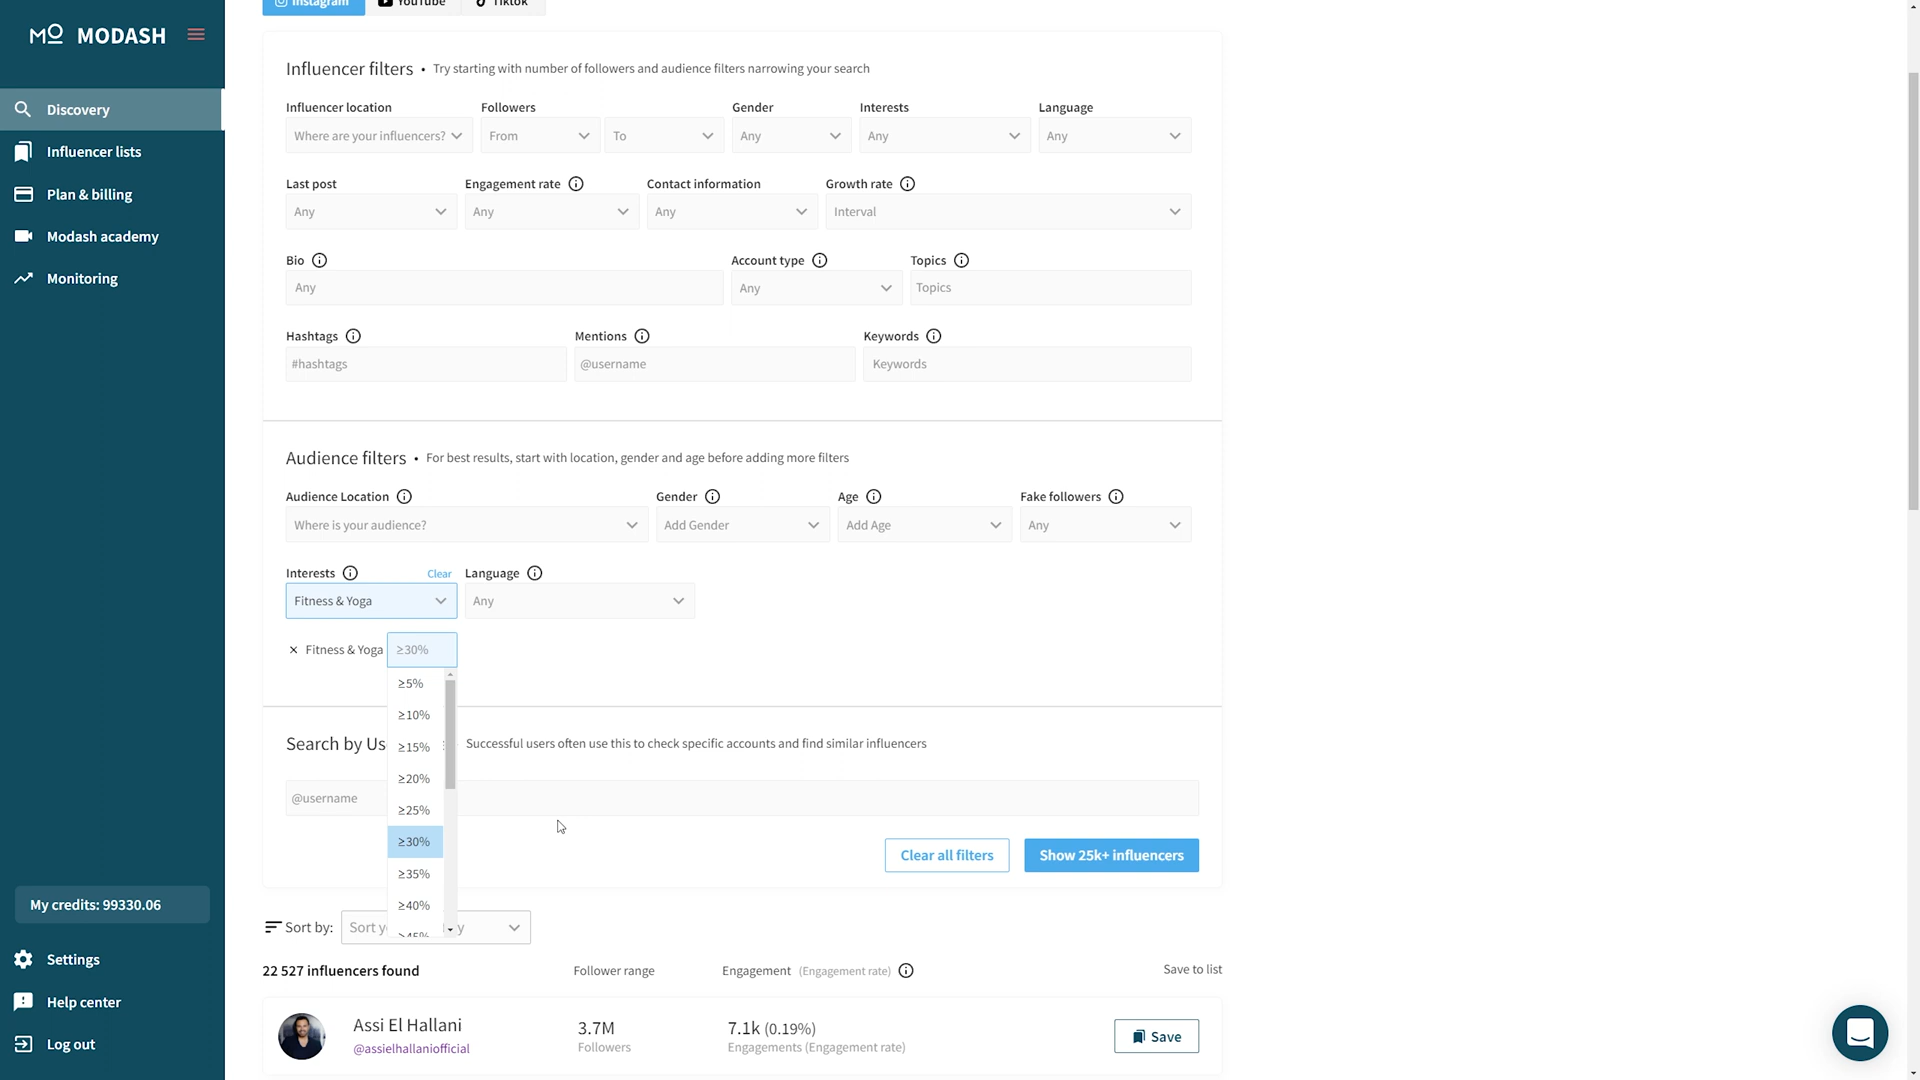 MODASH
Instagram
YouTube
Tiktok
Discovery
Influencer lists
Plan & billing
Modash academy
Monitoring
Influencer filters • Try starting with number of followers and audience filters narrowing your search
Influencer location
Followers
Gender
Interests
Language
Where are your influencers?
From
To
Any
Any
Any
Last post
Engagement rate
Contact information
Growth rate
Any
Any
Any
Interval
Bio
Account type
Topics
Any
Any
Topics
Hashtags
Mentions
Keywords
#hashtags
@username
Keywords
Audience filters • For best results, start with location, gender and age before adding more filters
Audience Location
Gender
Age
Fake followers
Where is your audience?
Add Gender
Add Age
Any
Interests
Clear
Language
Fitness & Yoga
Any
× Fitness & Yoga ≥30%
≥5%
≥10%
≥15%
≥20%
≥25%
≥30%
≥35%
≥40%
≥45%
Search by
Successful users often use this to check specific accounts and find similar influencers
@username
Clear all filters
Show 25k+ influencers
Sort by:
22 527 influencers found
Follower range
Engagement (Engagement rate)
Save to list
Assi El Hallani
@assielhallaniofficial
3.7M
Followers
7.1k (0.19%)
Engagements (Engagement rate)
Save
My credits: 99330.06
Settings
Help center
Log out